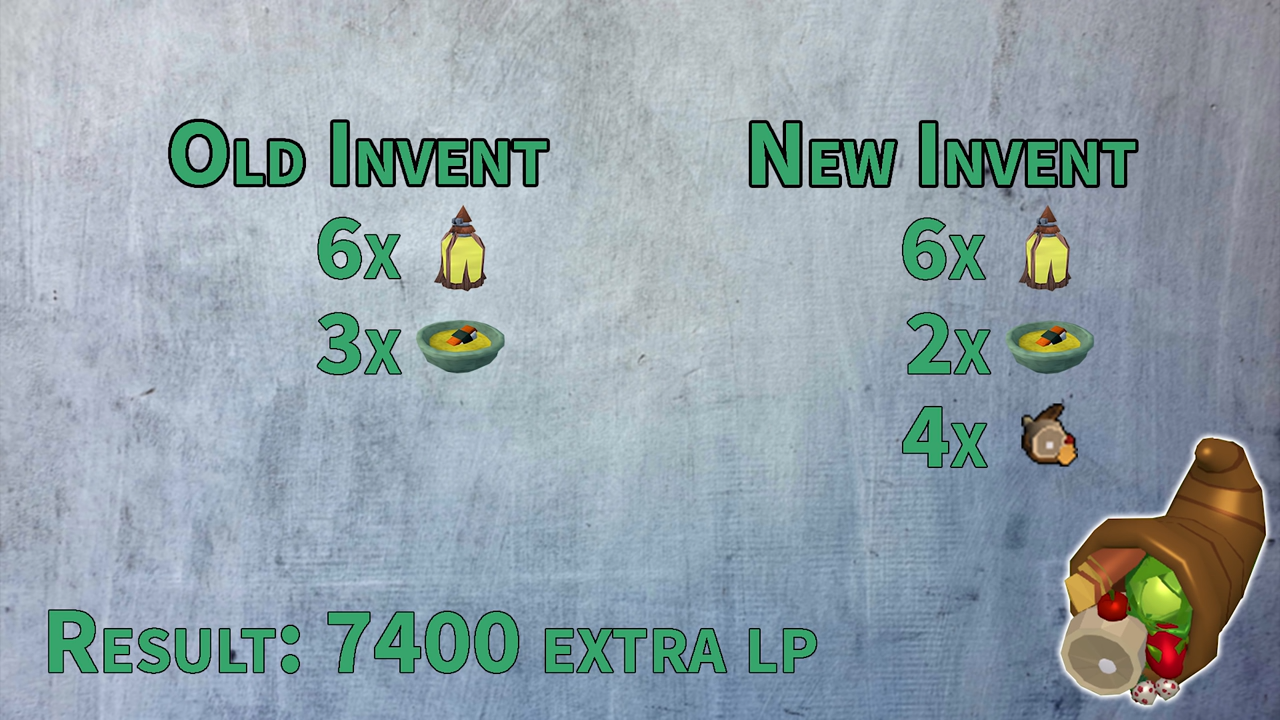 Old Invent
6x
3x
New Invent
6x
2x
4x
Result: 7400 extra lp